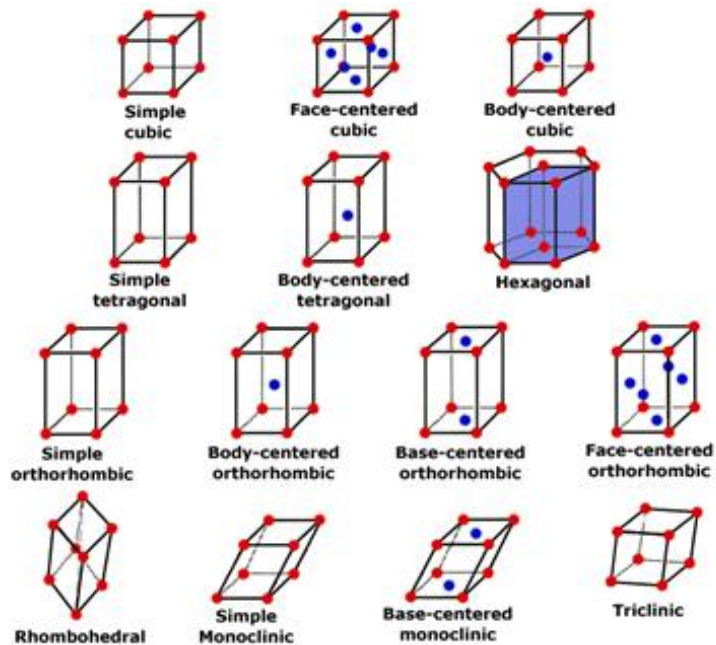 Simple
cubic
Face-centered
cubic
Body-centered
cubic
Simple
tetragonal
Body-centered
tetragonal
Hexagonal
Simple
orthorhombic
Body-centered
orthorhombic
Base-centered
orthorhombic
Face-centered
orthorhombic
Rhombohedral
Simple
Monoclinic
Base-centered
monoclinic
Triclinic